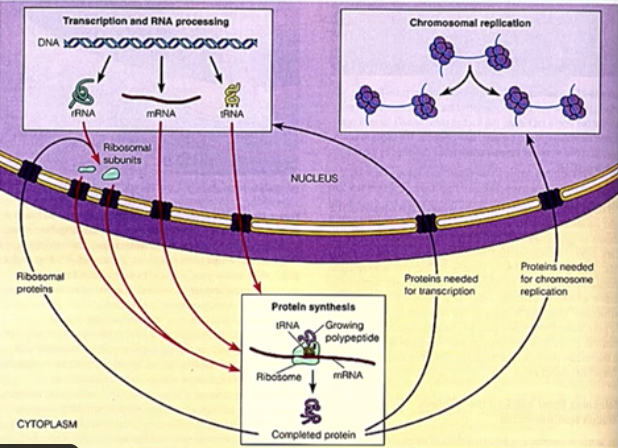 Transcription and RNA processing
DNA
rRNA
mRNA
tRNA
Chromosomal replication
Ribosomal
subunits
NUCLEUS
Ribosomal
proteins
Proteins needed
for transcription
Proteins needed
for chromosome
replication
Protein synthesis
tRNA
Growing
polypeptide
Ribosome
mRNA
Completed protein
CYTOPLASM